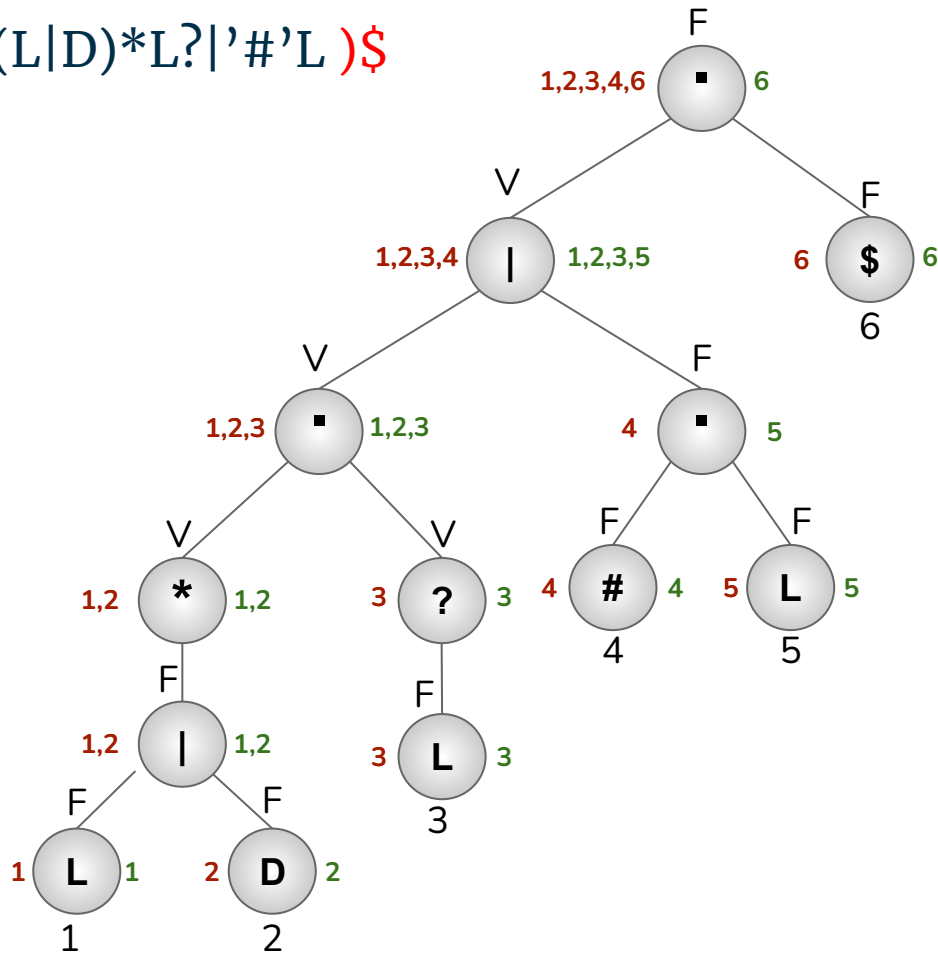 (L|D)*L?|’#’L )$
F
1,2,3,4,6 ▪ 6
V F
1,2,3,4 | 1,2,3,5 6 $ 6
6
V F
1,2,3 ▪ 1,2,3 4 ▪ 5
V V F F
1,2 * 1,2 3 ? 3 4 # 4 5 L 5
4 5
F F
1,2 | 1,2 3 L 3
3
F F
1 L 1 2 D 2
1 2